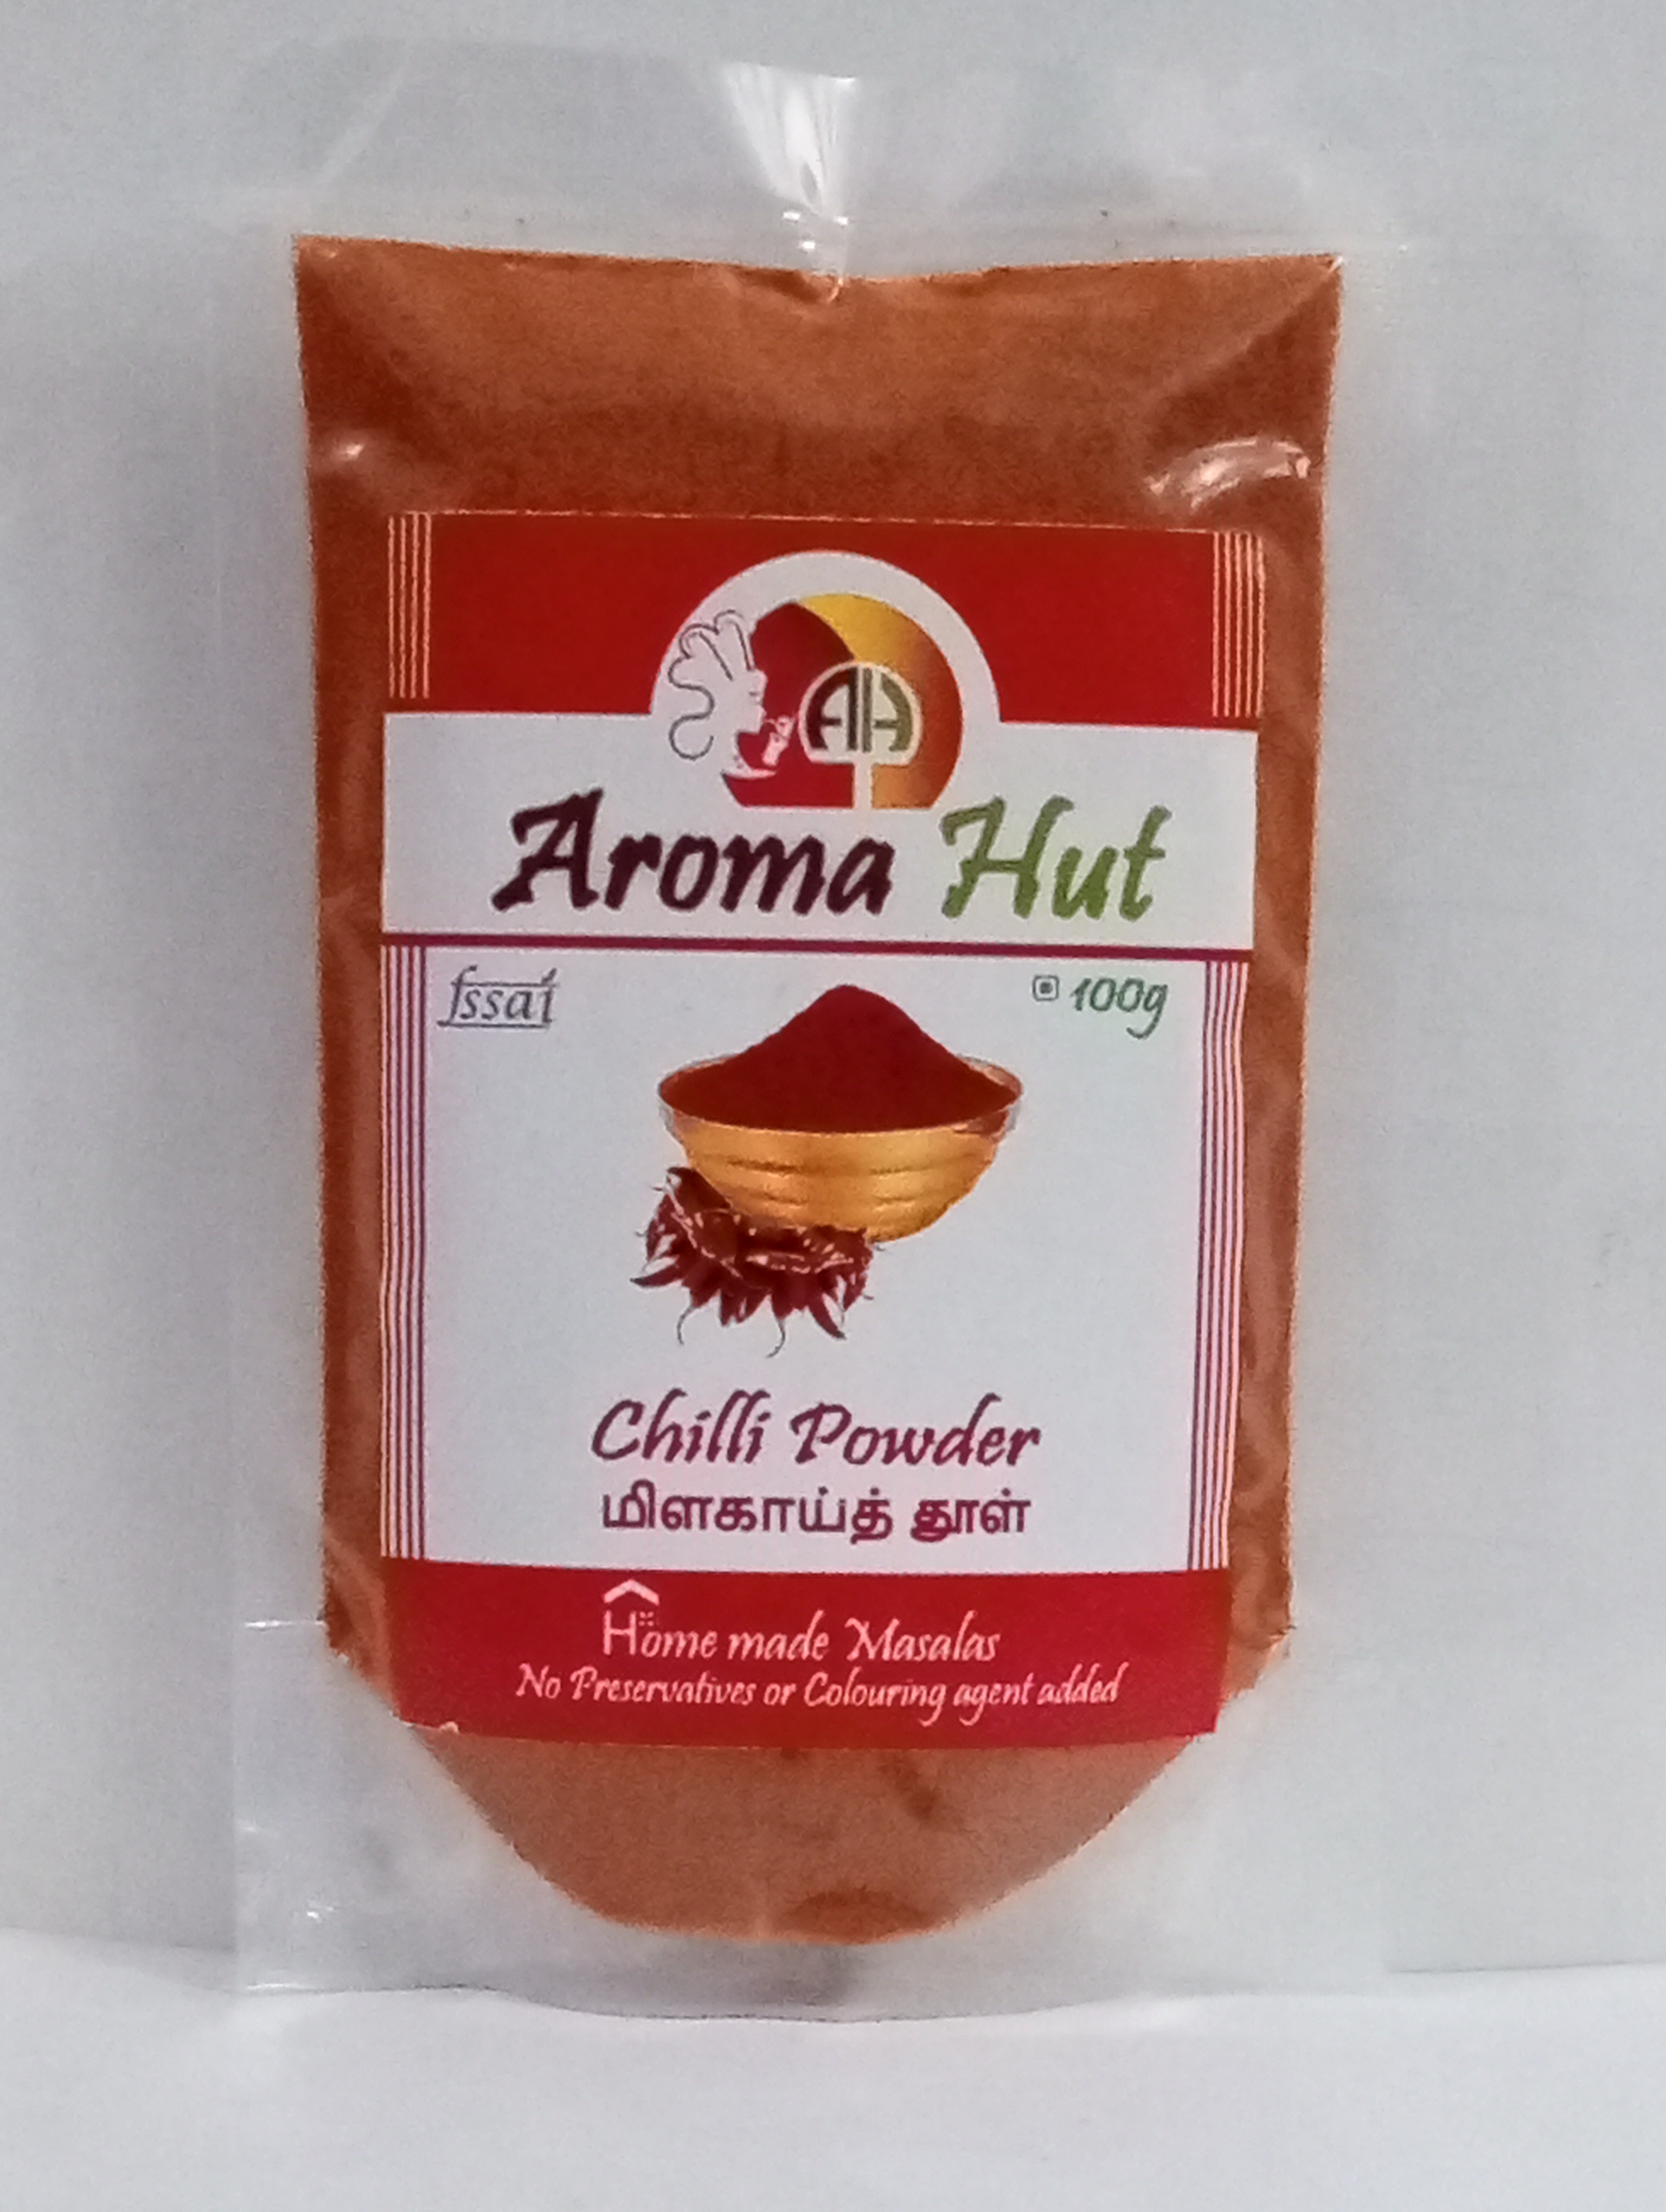 AH
Aroma Hut
fssai
100g
Chilli Powder
மிளகாய்த் தூள்
Home made Masalas
No Preservatives or Colouring agent added